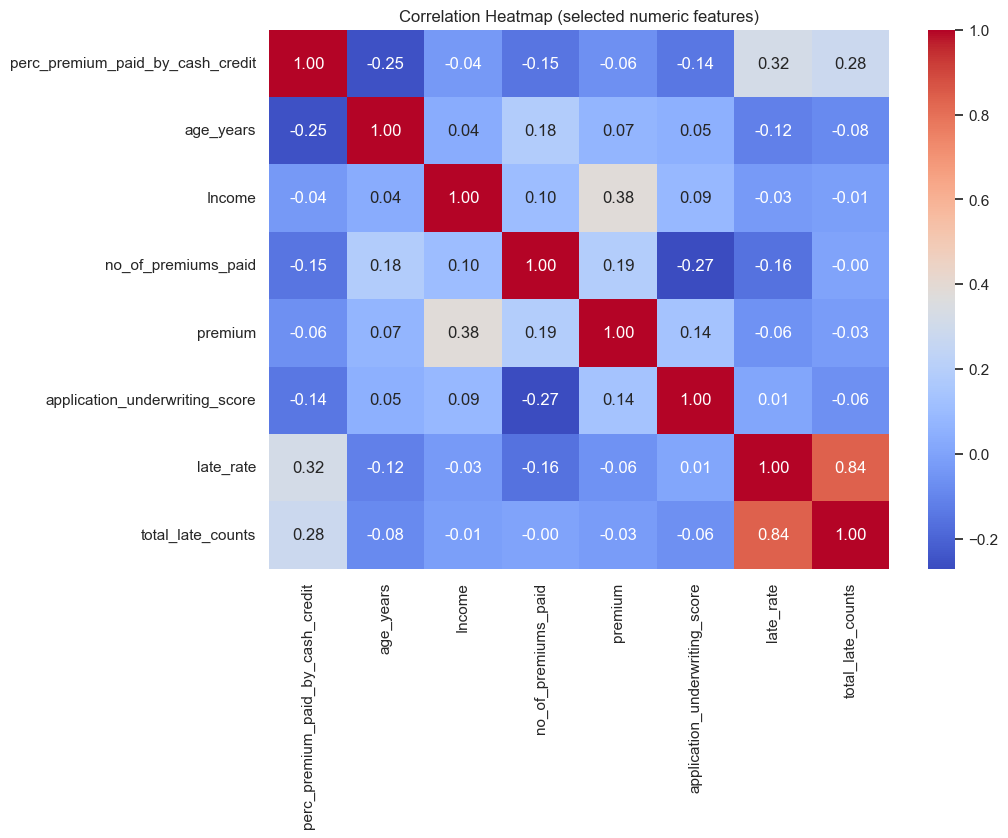 Correlation Heatmap (selected numeric features)
perc_premium_paid_by_cash_credit 1.00 -0.25 -0.04 -0.15 -0.06 -0.14 0.32 0.28
age_years -0.25 1.00 0.04 0.18 0.07 0.05 -0.12 -0.08
Income -0.04 0.04 1.00 0.10 0.38 0.09 -0.03 -0.01
no_of_premiums_paid -0.15 0.18 0.10 1.00 0.19 -0.27 -0.16 -0.00
premium -0.06 0.07 0.38 0.19 1.00 0.14 -0.06 -0.03
application_underwriting_score -0.14 0.05 0.09 -0.27 0.14 1.00 0.01 -0.06
late_rate 0.32 -0.12 -0.03 -0.16 -0.06 0.01 1.00 0.84
total_late_counts 0.28 -0.08 -0.01 -0.00 -0.03 -0.06 0.84 1.00
perc_premium_paid_by_cash_credit
age_years
Income
no_of_premiums_paid
premium
application_underwriting_score
late_rate
total_late_counts
1.0
0.8
0.6
0.4
0.2
0.0
−0.2